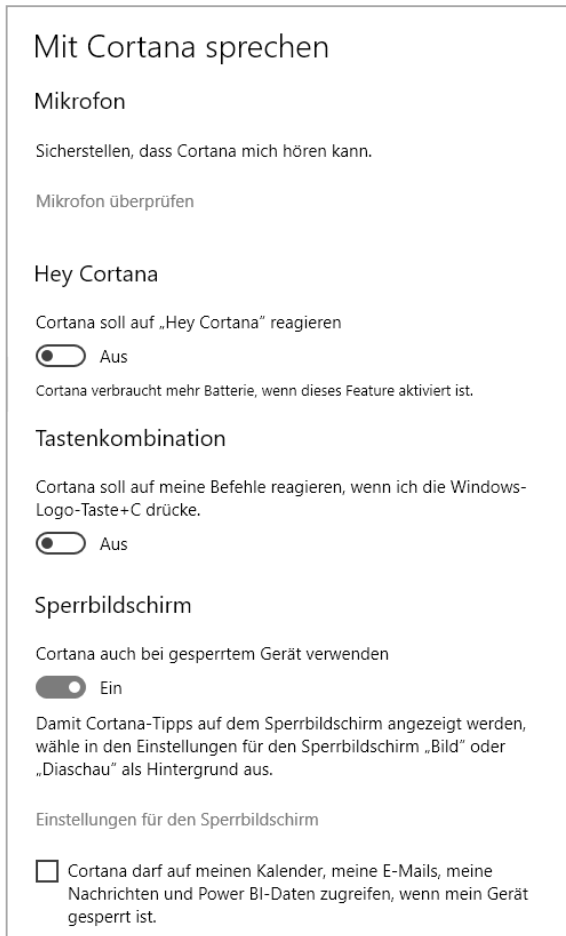 Mit Cortana sprechen
Mikrofon
Sicherstellen, dass Cortana mich hören kann.
Mikrofon überprüfen
Hey Cortana
Cortana soll auf „Hey Cortana“ reagieren
Aus
Cortana verbraucht mehr Batterie, wenn dieses Feature aktiviert ist.
Tastenkombination
Cortana soll auf meine Befehle reagieren, wenn ich die Windows-
Logo-Taste+C drücke.
Aus
Sperrbildschirm
Cortana auch bei gesperrtem Gerät verwenden
Ein
Damit Cortana-Tipps auf dem Sperrbildschirm angezeigt werden,
wähle in den Einstellungen für den Sperrbildschirm „Bild“ oder
„Diaschau“ als Hintergrund aus.
Einstellungen für den Sperrbildschirm
Cortana darf auf meinen Kalender, meine E-Mails, meine
Nachrichten und Power BI-Daten zugreifen, wenn mein Gerät
gesperrt ist.